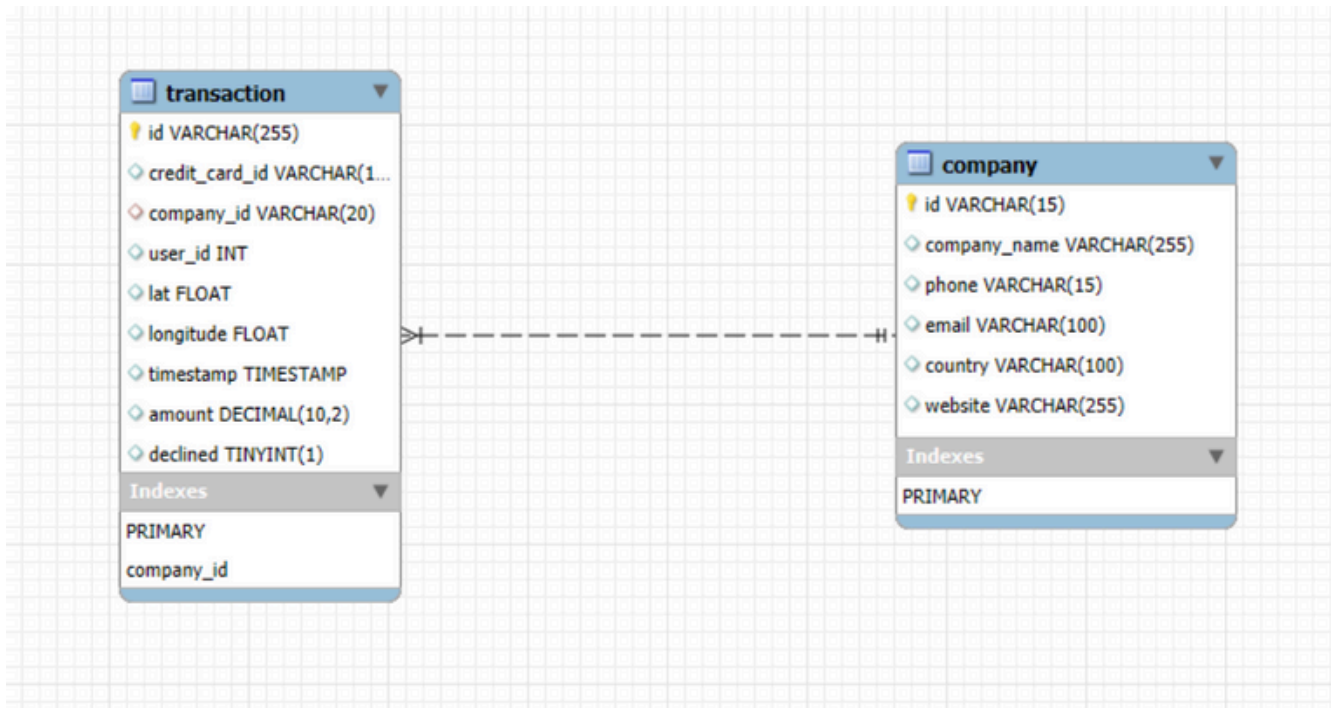 transaction
id VARCHAR(255)
credit_card_id VARCHAR(1...
company_id VARCHAR(20)
user_id INT
lat FLOAT
longitude FLOAT
timestamp TIMESTAMP
amount DECIMAL(10,2)
declined TINYINT(1)
Indexes
PRIMARY
company_id
company
id VARCHAR(15)
company_name VARCHAR(255)
phone VARCHAR(15)
email VARCHAR(100)
country VARCHAR(100)
website VARCHAR(255)
Indexes
PRIMARY